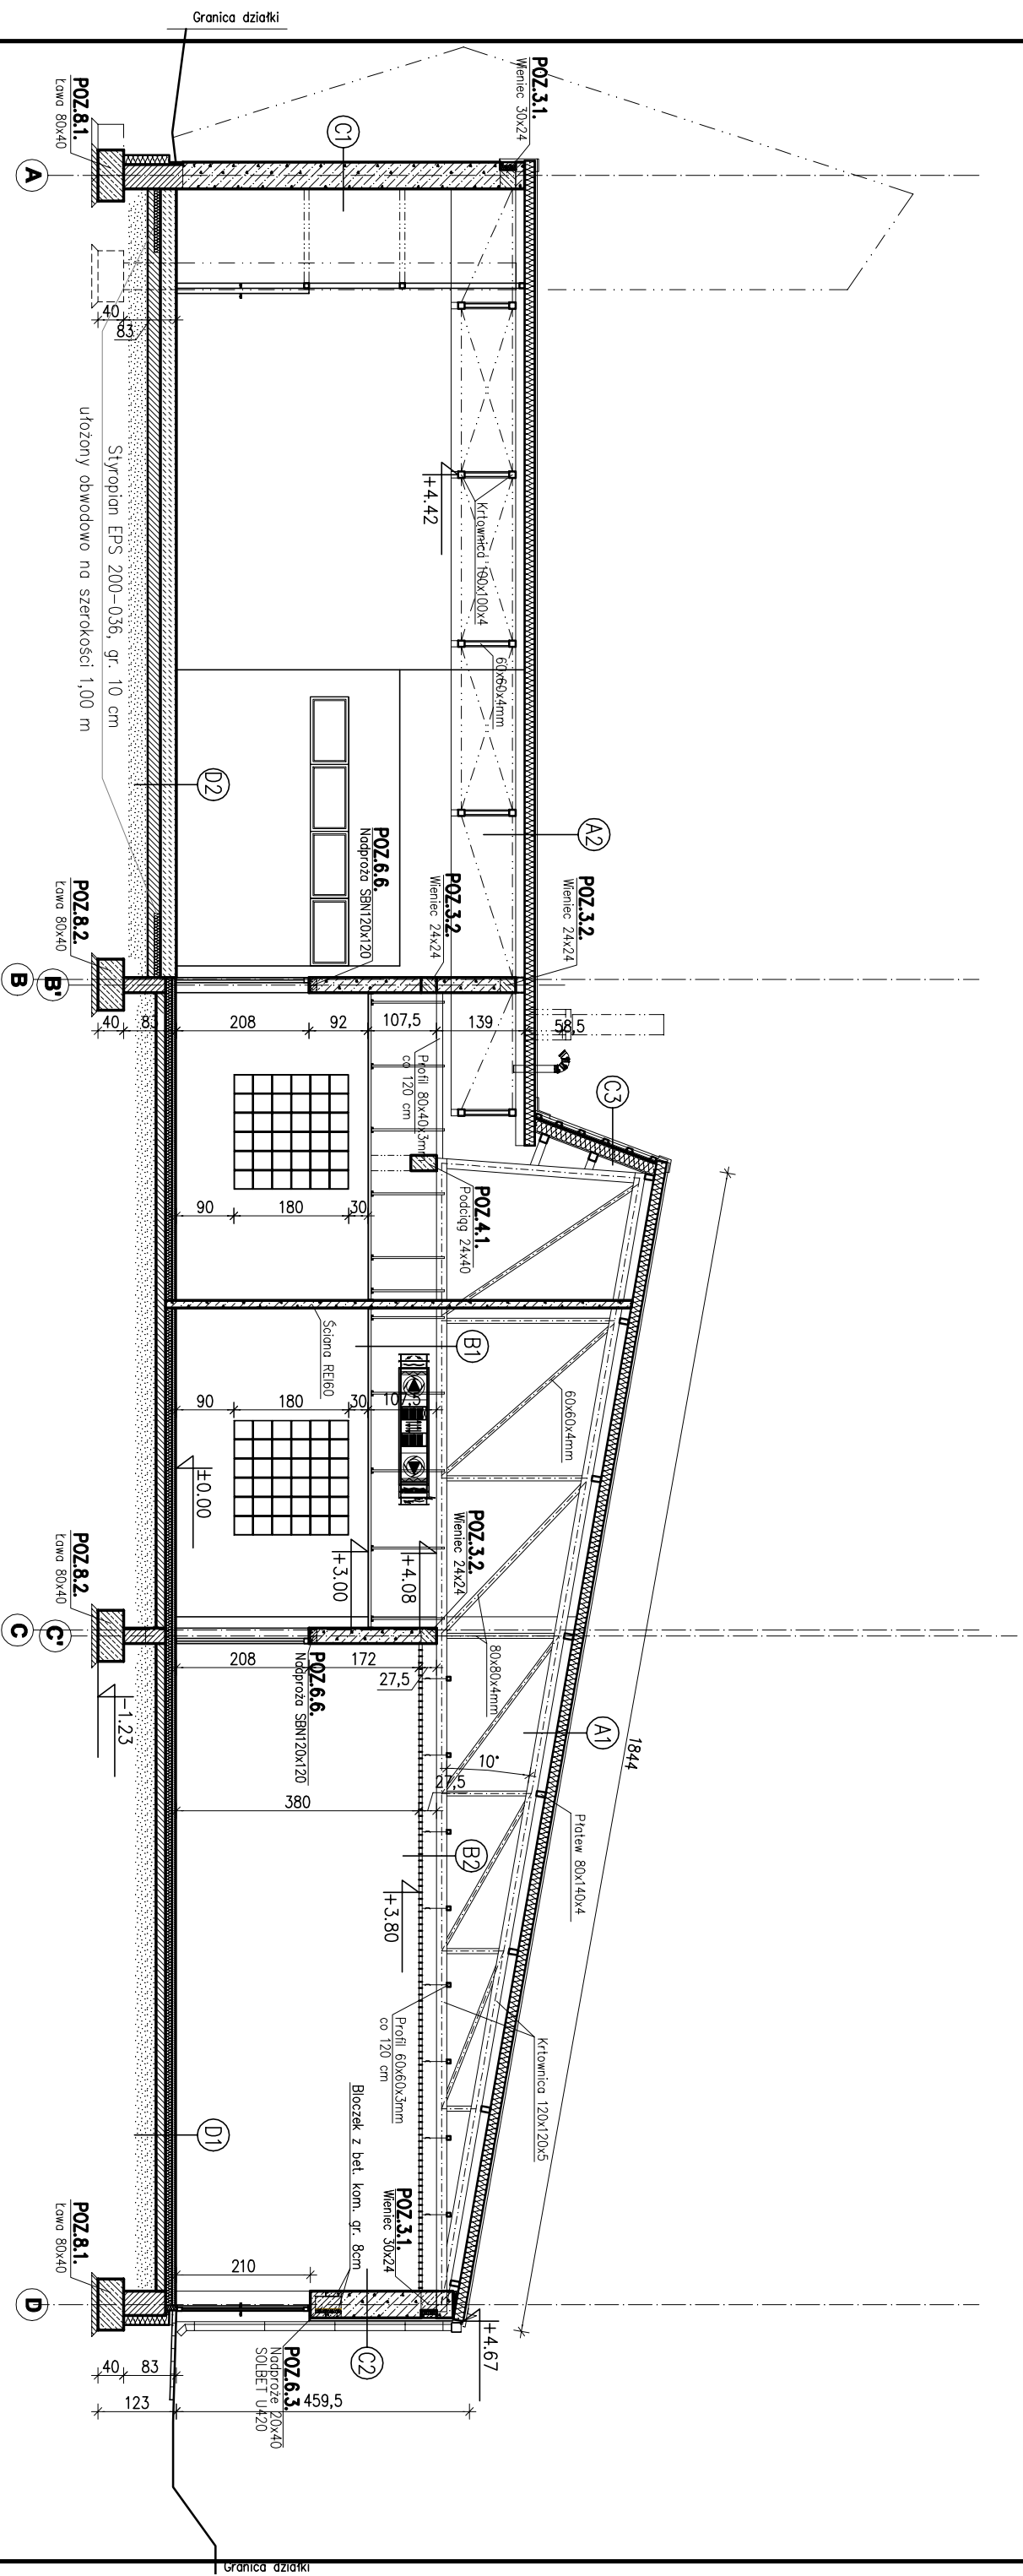 Granica działki
POZ.3.1.
Wieniec 30x24
C1
POZ.8.1.
Ława 80x40
A
40
83
Styropian EPS 200-036, gr. 10 cm
ułożony obwodowo na szerokości 1,00 m
+4.42
Krtownica 100x100x4
60x60x4mm
D2
A2
POZ.6.6.
Nadproża SBN120x120
POZ.3.2.
Wieniec 24x24
POZ.3.2.
Wieniec 24x24
POZ.8.2.
Ława 80x40
B
B'
40
83
208
92
107,5
139
58,5
Profil 80x40x3mm
co 120 cm
C3
POZ.4.1.
Podciąg 24x40
90
180
30
Ściana REI60
B1
60x60x4mm
90
180
30
107,5
±0.00
+3.00
+4.08
POZ.3.2.
Wieniec 24x24
POZ.8.2.
Ława 80x40
C
C'
-1.23
208
172
27,5
POZ.6.6.
Nadproża SBN120x120
80x80x4mm
A1
1844
10°
27,5
380
Płatew 80x140x4
B2
+3.80
Profil 60x60x3mm
co 120 cm
Krtownica 120x120x5
D1
Bloczek z bet. kom. gr. 8cm
POZ.3.1.
Wieniec 30x24
POZ.8.1.
Ława 80x40
D
210
+4.67
C2
POZ.6.3.
Nadproże 20x40
SOLBET U420
40
83
123
459,5
Granica działki